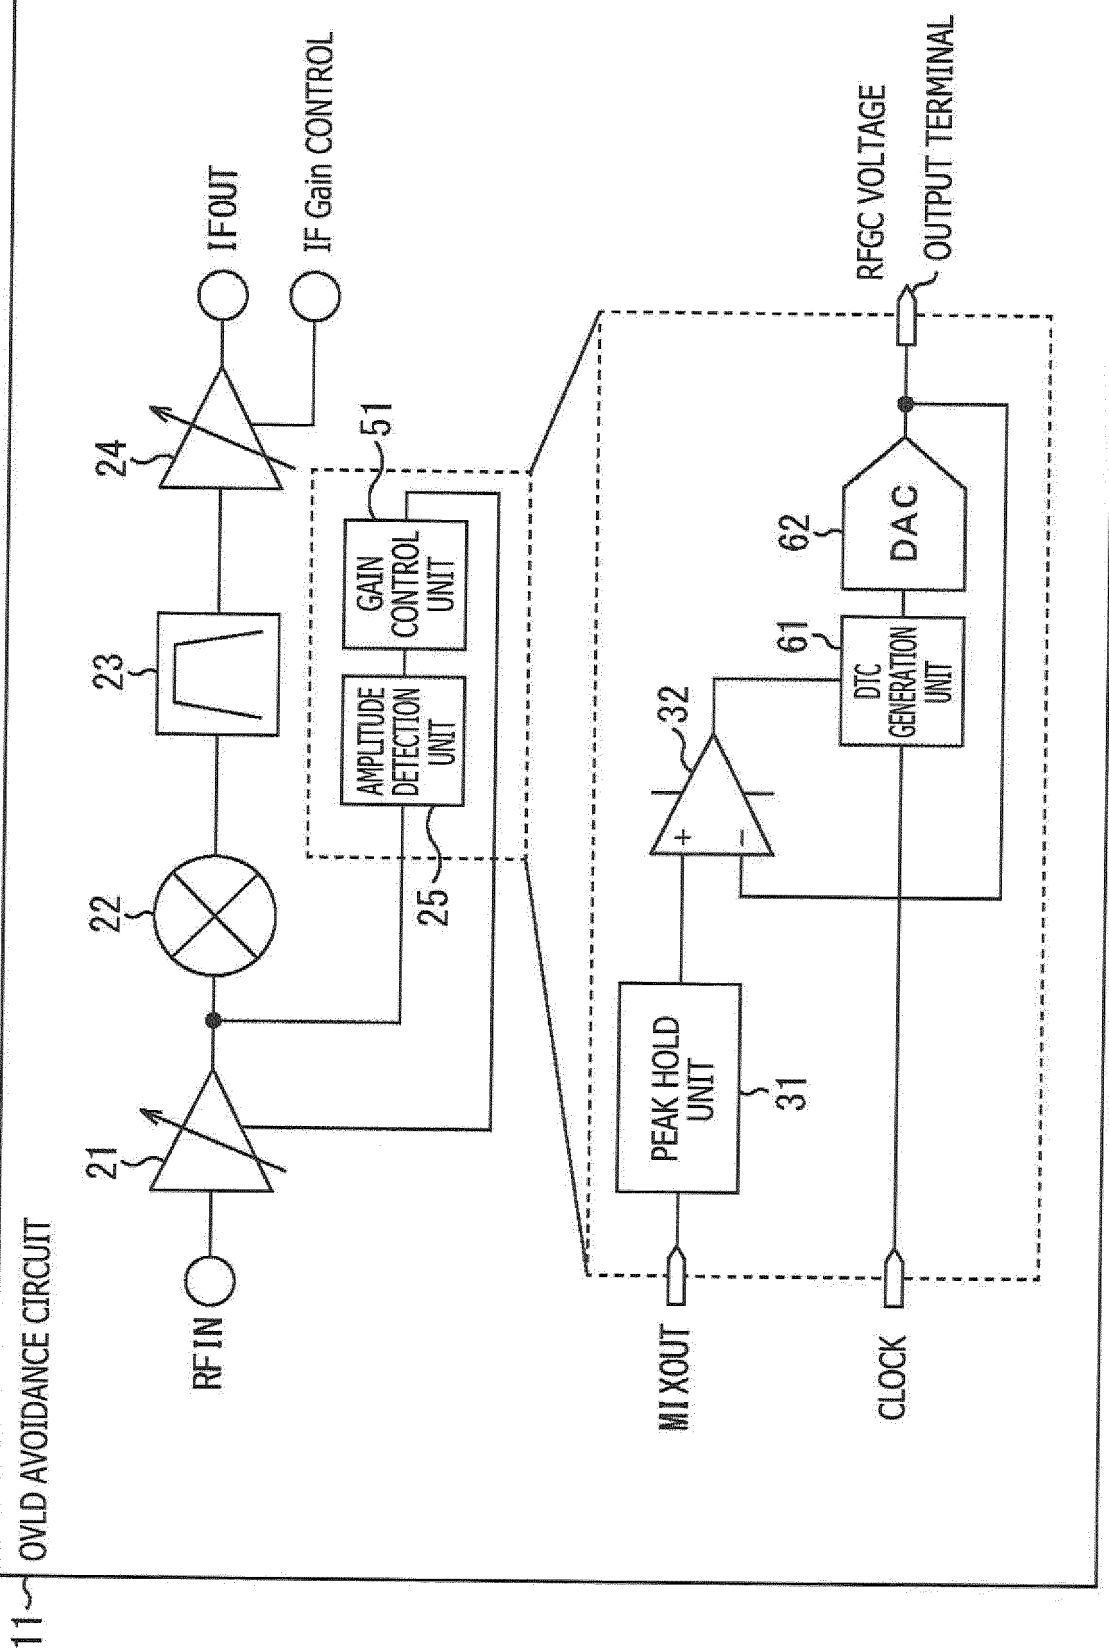 11
OVLD AVOIDANCE CIRCUIT
RFIN
21
22
23
24
IFOUT
IF Gain CONTROL
25
AMPLITUDE
DETECTION
UNIT
51
GAIN
CONTROL
UNIT
MIXOUT
PEAK HOLD
UNIT
31
+
−
32
CLOCK
61
DTC
GENERATION
UNIT
62
DAC
RFGC VOLTAGE
OUTPUT TERMINAL